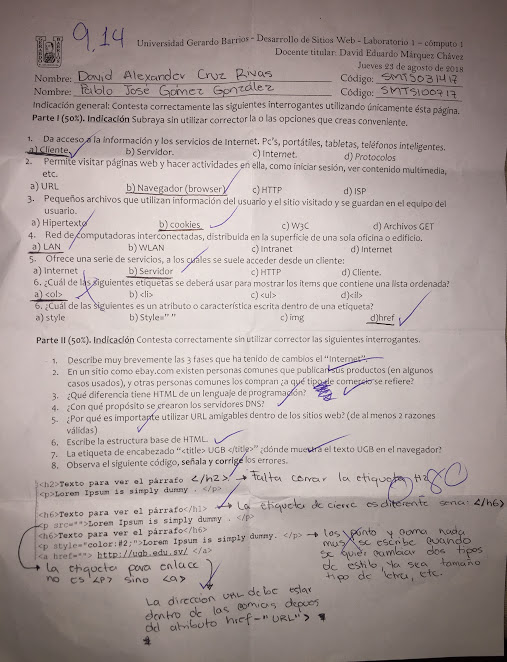 9.14
Universidad Gerardo Barrios - Desarrollo de Sitios Web - Laboratorio 1 - cómputo 1
Docente titular: David Eduardo Márquez Chávez
Jueves 23 de agosto de 2018
Nombre: David Alexander Cruz Rivas Código: SMTS031417
Nombre: Pablo José Gómez González Código: SMTS100717
Indicación general: Contesta correctamente las siguientes interrogantes utilizando únicamente ésta página.
Parte I (50%). Indicación Subraya sin utilizar corrector la o las opciones que creas conveniente.
1. Da acceso a la información y los servicios de Internet. Pc's, portátiles, tabletas, teléfonos inteligentes.
a) Cliente b) Servidor. c) Internet. d) Protocolos
2. Permite visitar páginas web y hacer actividades en ella, como iniciar sesión, ver contenido multimedia,
etc.
a) URL b) Navegador (browser) c) HTTP d) ISP
3. Pequeños archivos que utilizan información del usuario y el sitio visitado y se guardan en el equipo del
usuario.
a) Hipertexto b) cookies c) W3C d) Archivos GET
4. Red de computadoras interconectadas, distribuida en la superficie de una sola oficina o edificio.
a) LAN b) WLAN c) Intranet d) Internet
5. Ofrece una serie de servicios, a los cuales se suele acceder desde un cliente:
a) Internet b) Servidor c) HTTP d) Cliente.
6. ¿Cuál de las siguientes etiquetas se deberá usar para mostrar los ítems que contiene una lista ordenada?
a) <ol> b) <li> c) <ul> d)<il>
6. ¿Cuál de las siguientes es un atributo o característica escrita dentro de una etiqueta?
a) style b) Style=" " c) img d)href
Parte II (50%). Indicación Contesta correctamente sin utilizar corrector las siguientes interrogantes.
1. Describe muy brevemente las 3 fases que ha tenido de cambios el "Internet".
2. En un sitio como ebay.com existen personas comunes que publican sus productos (en algunos
casos usados), y otras personas comunes los compran ¿a qué tipo de comercio se refiere?
3. ¿Qué diferencia tiene HTML de un lenguaje de programación?
4. ¿Con qué propósito se crearon los servidores DNS?
5. ¿Por qué es importante utilizar URL amigables dentro de los sitios web? (de al menos 2 razones
válidas)
6. Escribe la estructura base de HTML.
7. La etiqueta de encabezado "<title> UGB </title>" ¿dónde muestra el texto UGB en el navegador?
8. Observa el siguiente código, señala y corrige los errores.
<h2>Texto para ver el párrafo </h2> → Falta cerrar la etiqueta H2
<p>Lorem Ipsum is simply dummy . </p>
<h6>Texto para ver el párrafo</h1> → La etiqueta de cierre es diferente seria: </h6>
<p src="">Lorem Ipsum is simply dummy . </p>
<h6>Texto para ver el párrafo</h6>
<p style="color:#2;">Lorem Ipsum is simply dummy. </p> → los punto y coma nada
mas se escribe cuando
se quier cambiar dos tipos
de estilo, ya sea tamaño
tipo de letra, etc.
<a href=""> http://ugb.edu.sv/ </a>
→ La etiqueta para enlace
no es <P> sino <a>
La dirección URL debe estar
dentro de las comias depues
del atributo href="URL">